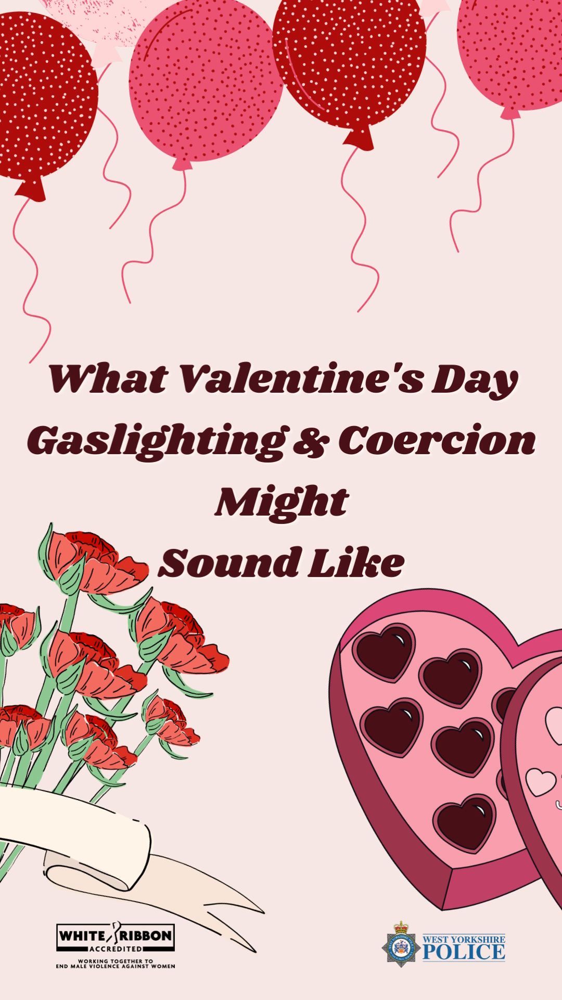 What Valentine's Day
Gaslighting & Coercion
Might
Sound Like
WHITE RIBBON
ACCREDITED
WORKING TOGETHER TO
END MALE VIOLENCE AGAINST WOMEN
WEST YORKSHIRE
POLICE